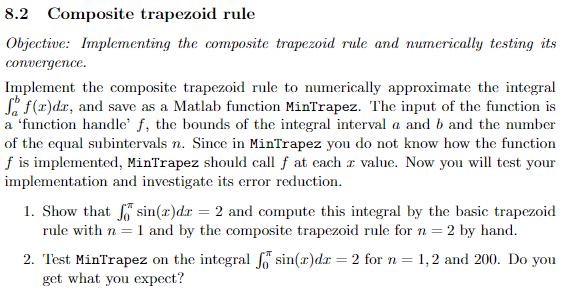 8.2 Composite trapezoid rule
Objective: Implementing the composite trapezoid rule and numerically testing its
convergence.
Implement the composite trapezoid rule to numerically approximate the integral
∫ₐᵇ f(x)dx, and save as a Matlab function MinTrapez. The input of the function is
a ‘function handle’ f, the bounds of the integral interval a and b and the number
of the equal subintervals n. Since in MinTrapez you do not know how the function
f is implemented, MinTrapez should call f at each x value. Now you will test your
implementation and investigate its error reduction.
1. Show that ∫₀^π sin(x)dx = 2 and compute this integral by the basic trapezoid
rule with n = 1 and by the composite trapezoid rule for n = 2 by hand.
2. Test MinTrapez on the integral ∫₀^π sin(x)dx = 2 for n = 1, 2 and 200. Do you
get what you expect?